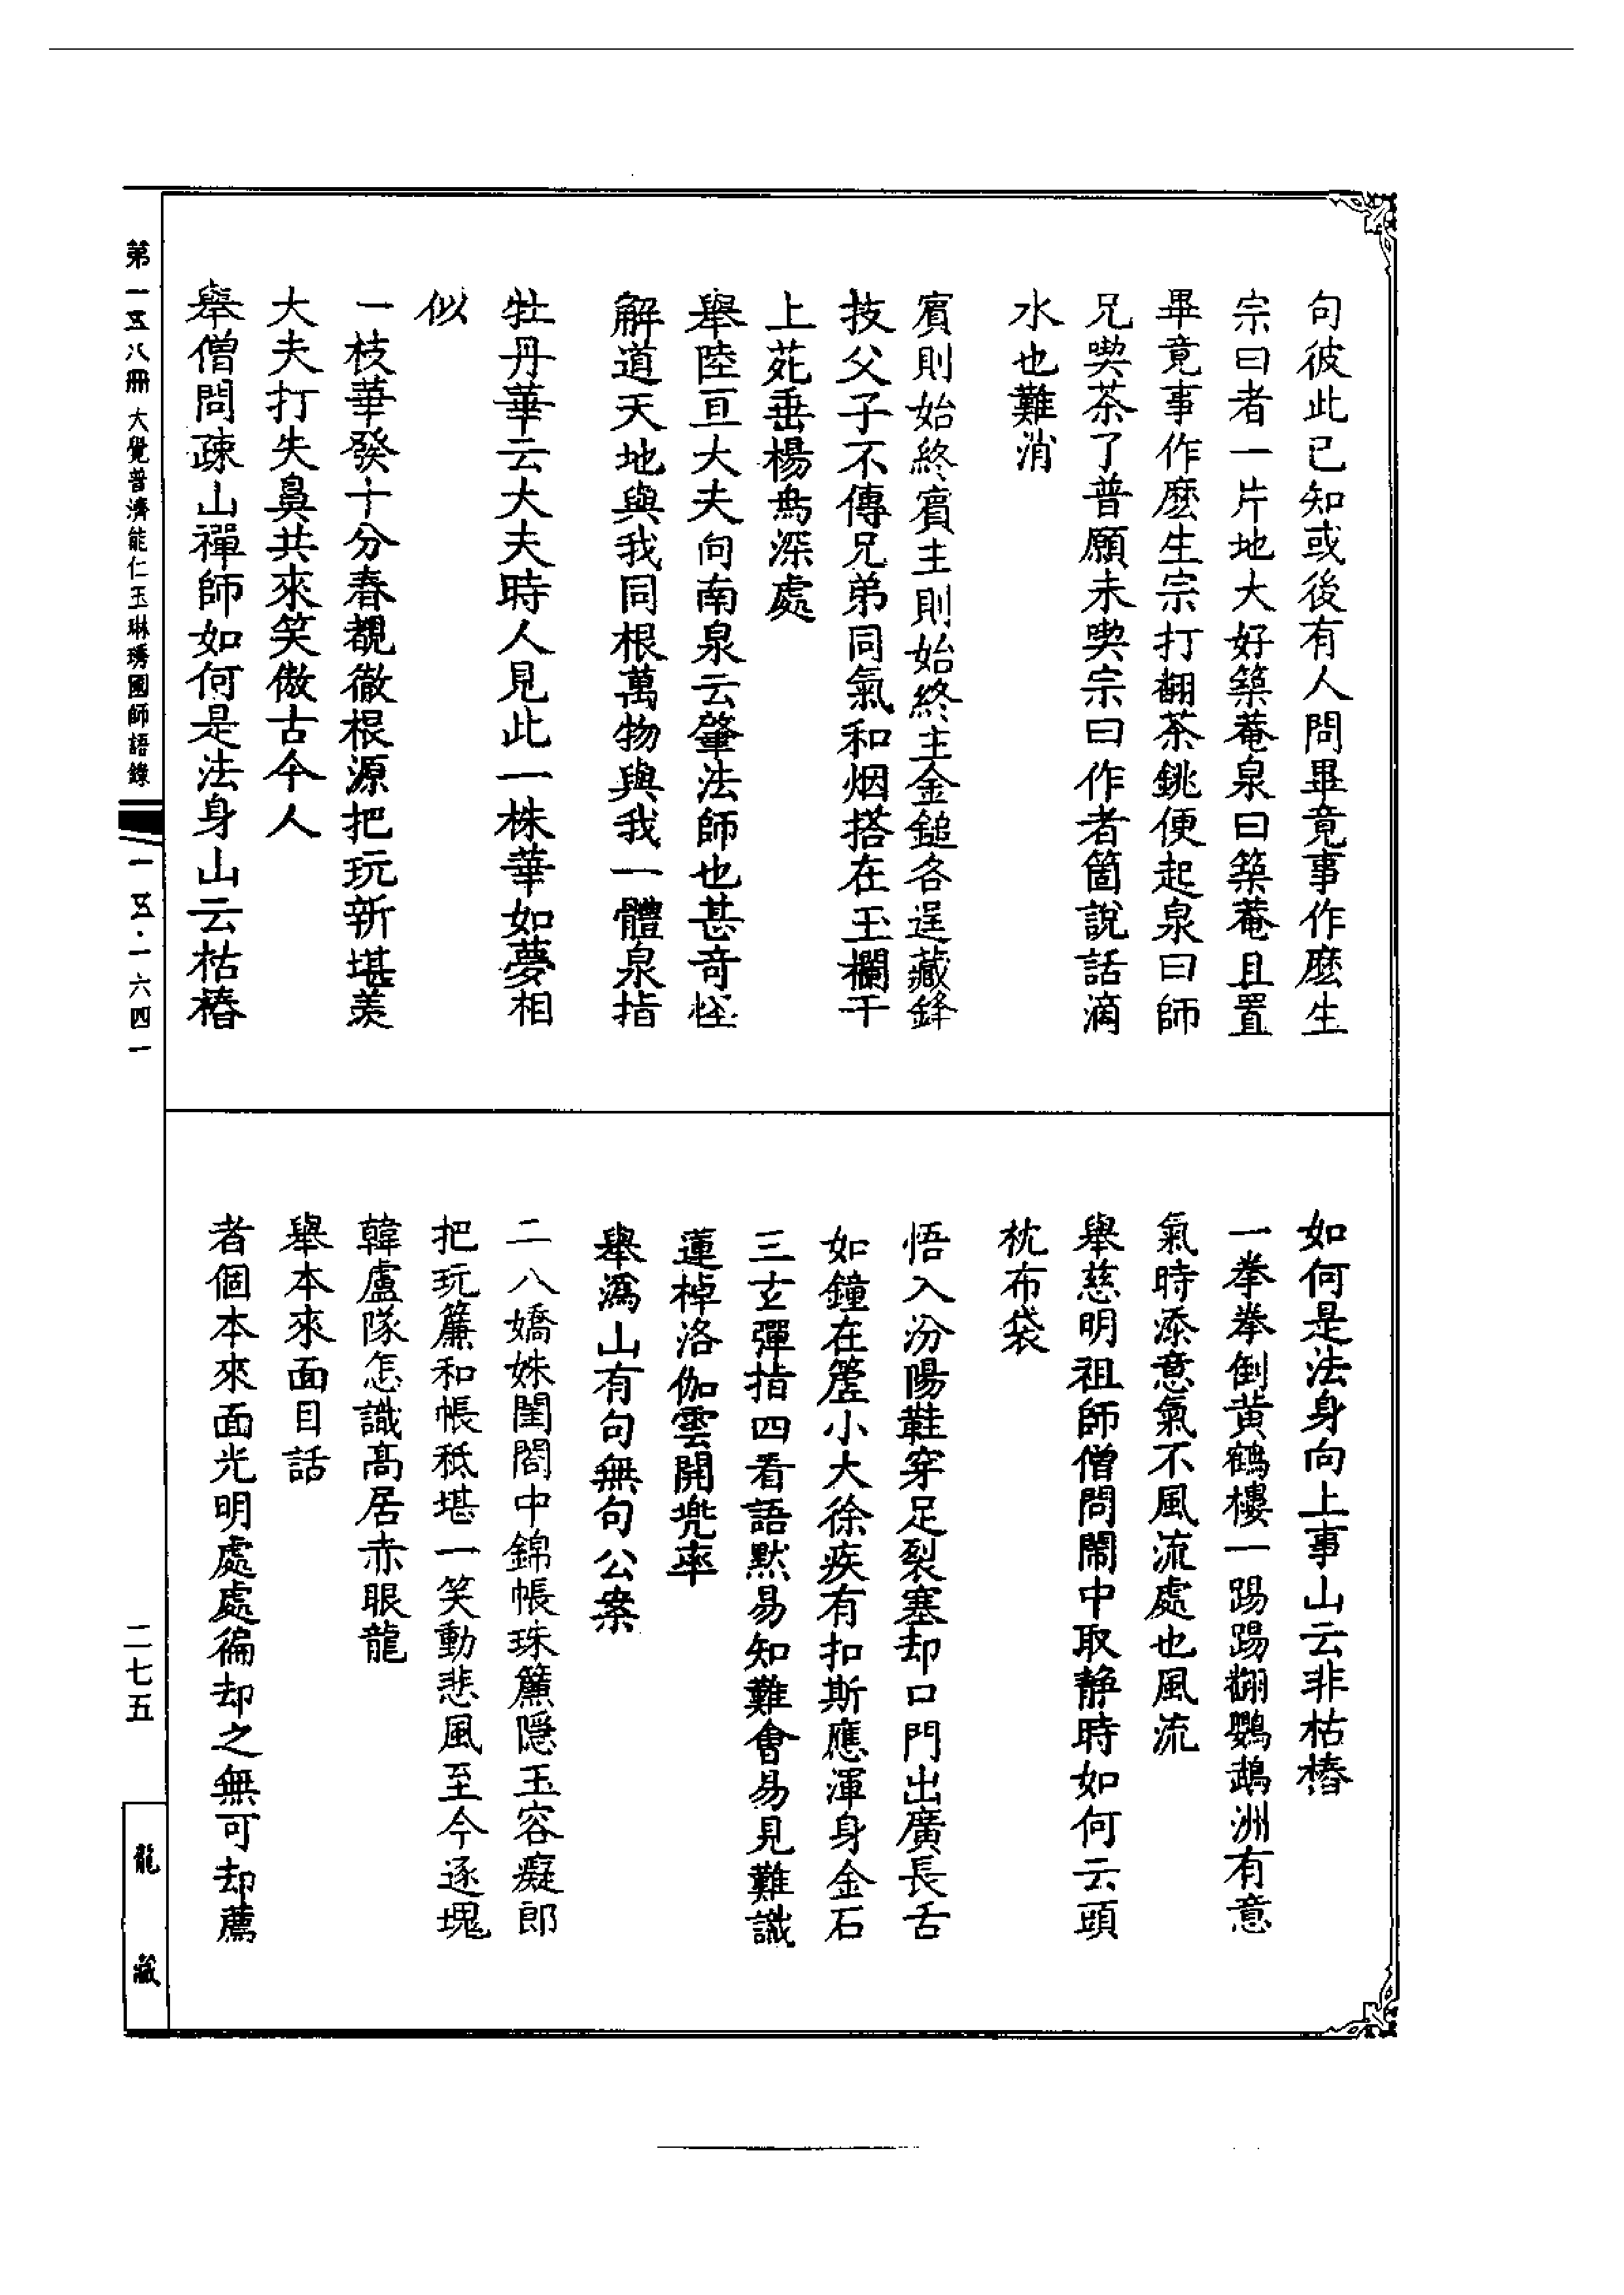 句彼此已知或後有人問畢竟事作麽生
宗曰者一片地大好築菴泉曰築菴且置
畢竟事作麽生宗打翻茶銚便起泉曰師
兄喫茶了普願未喫宗曰作者箇說話滴
水也難消
賓則始終賓主則始終主金鎚各逞藏鋒
技父子不傳兄弟同氣和烟搭在玉欄干
上苑垂楊為深處
舉陸亘大夫向南泉云肇法師也甚奇怪
解道天地與我同根萬物與我一體泉指
牡丹華云大夫時人見此一株華如夢相
似
一枝華發十分春覩徹根源把玩新堪羨
大夫打失鼻共來笑傲古今人
舉僧問疎山禪師如何是法身山云枯樁
如何是法身向上事山云非枯樁
一拳拳倒黃鶴樓一踢踢翻鸚鵡洲有意
氣時添意氣不風流處也風流
舉慈明祖師僧問鬧中取靜時如何云頭
枕布袋
悟入汾陽鞋穿足裂塞却口門出廣長舌
如鐘在簴小大徐疾有扣斯應渾身金石
三玄彈指四看語默易知難會易見難識
蓮棹洛伽雲開兜率
舉溈山有句無句公案
二八嬌姝閨閤中錦帳珠簾隱玉容癡郎
把玩簾和帳秪堪一笑動悲風至今逐塊
韓盧隊怎識高居赤眼龍
舉本來面目話
者個本來面光明處處徧却之無可却薦
第一五八冊 大覺普濟能仁玉琳琇國師語錄
一五·一六四一
二七五
龍藏